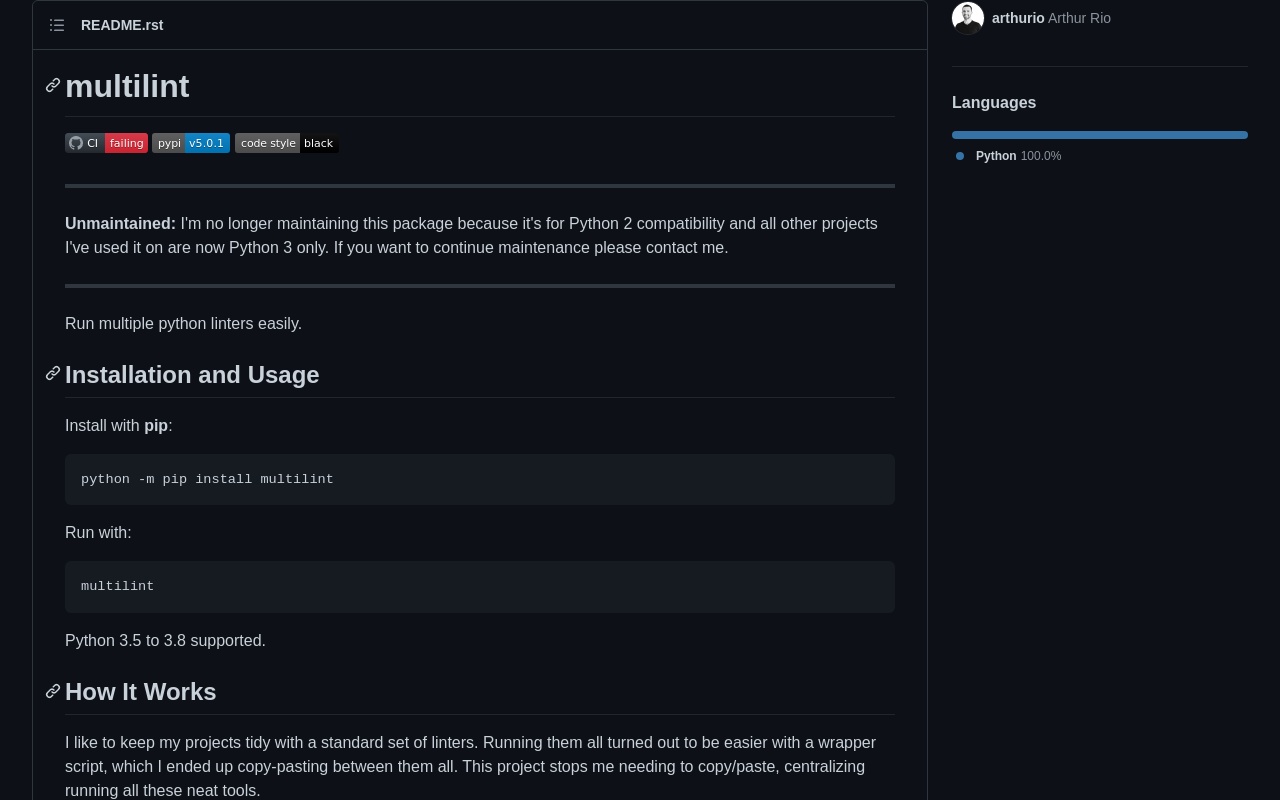 README.rst
multilint
CI failing pypi v5.0.1 code style black
Unmaintained: I'm no longer maintaining this package because it's for Python 2 compatibility and all other projects
I've used it on are now Python 3 only. If you want to continue maintenance please contact me.
Run multiple python linters easily.
Installation and Usage
Install with pip:
python -m pip install multilint
Run with:
multilint
Python 3.5 to 3.8 supported.
How It Works
I like to keep my projects tidy with a standard set of linters. Running them all turned out to be easier with a wrapper
script, which I ended up copy-pasting between them all. This project stops me needing to copy/paste, centralizing
running all these neat tools.
arthurio Arthur Rio
Languages
Python 100.0%